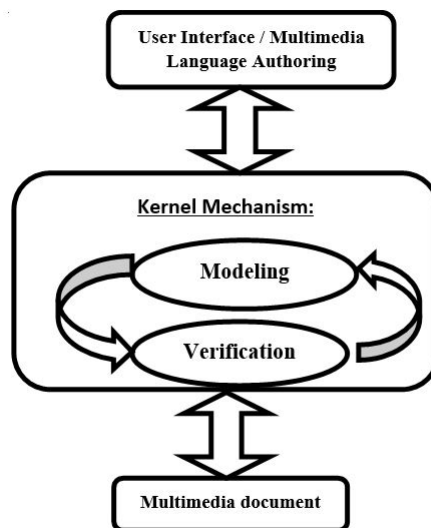 User Interface / Multimedia
Language Authoring
Kernel Mechanism:
Modeling
Verification
Multimedia document